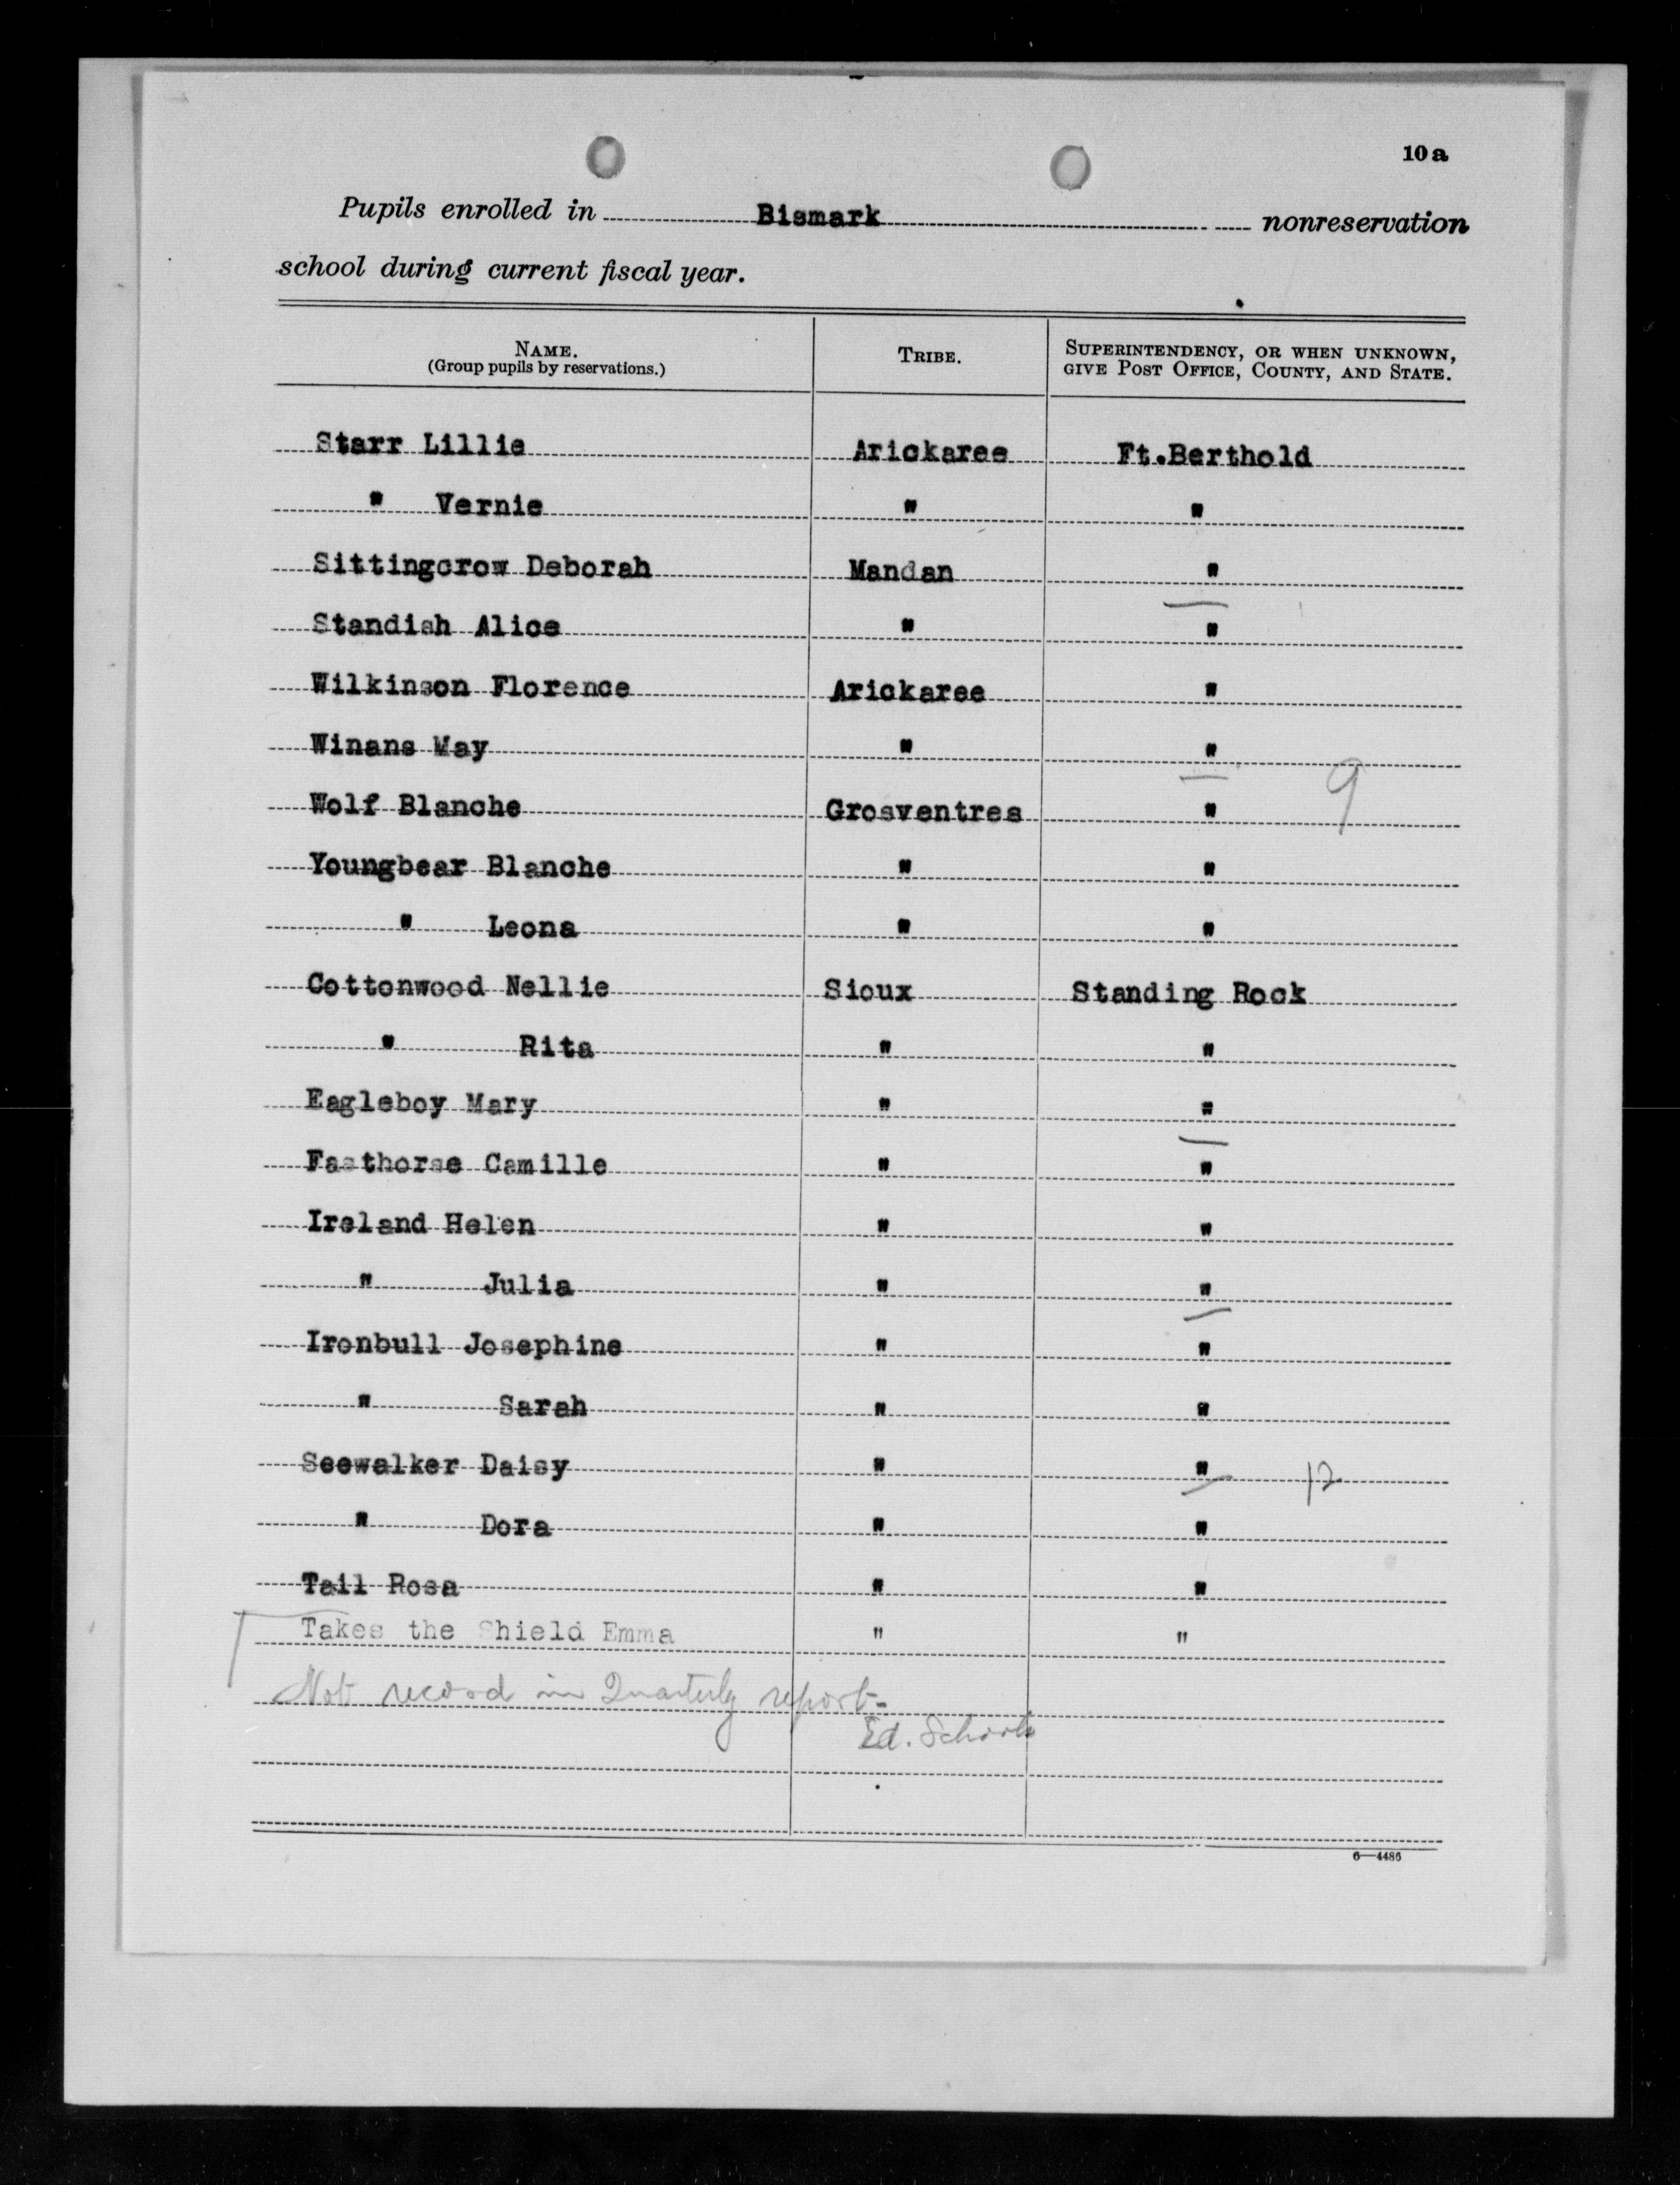 10a
Pupils enrolled in Bismark nonreservation
school during current fiscal year.
NAME. TRIBE. SUPERINTENDENCY, OR WHEN UNKNOWN,
(Group pupils by reservations.) GIVE POST OFFICE, COUNTY, AND STATE.
Starr Lillie Arickaree Ft.Berthold
" Vernie " "
Sittingcrow Deborah Mandan "
Standish Alice " "
Wilkinson Florence Arickaree "
Winans May " "
9
Wolf Blanche Grosventres "
Youngbear Blanche " "
" Leona " "
Cottonwood Nellie Sioux Standing Rock
" Rita " "
Eagleboy Mary " "
Fasthorse Camille " "
Ireland Helen " "
" Julia " "
Ironbull Josephine " "
" Sarah " "
Seewalker Daisy " " 12
" Dora " "
Tail Rosa " "
Takes the Shield Emma " "
Not record in Quarterly report-
Ed. Schools
6—4486